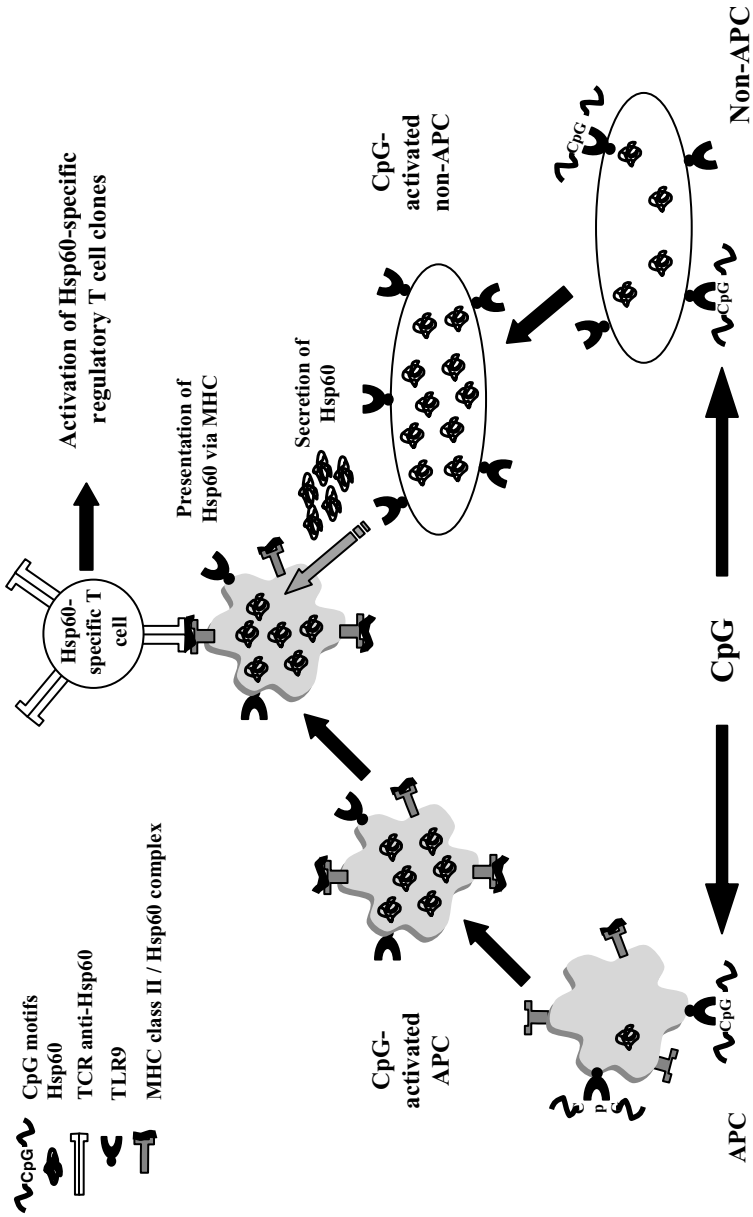 CpG
CpG motifs
Hsp60
TCR anti-Hsp60
TLR9
MHC class II / Hsp60 complex
Hsp60-
specific T
cell
Activation of Hsp60-specific
regulatory T cell clones
Presentation of
Hsp60 via MHC
Secretion of
Hsp60
CpG-
activated
APC
CpG-
activated
non-APC
CpG
CpG
CpG
CpG
APC
CpG
Non-APC